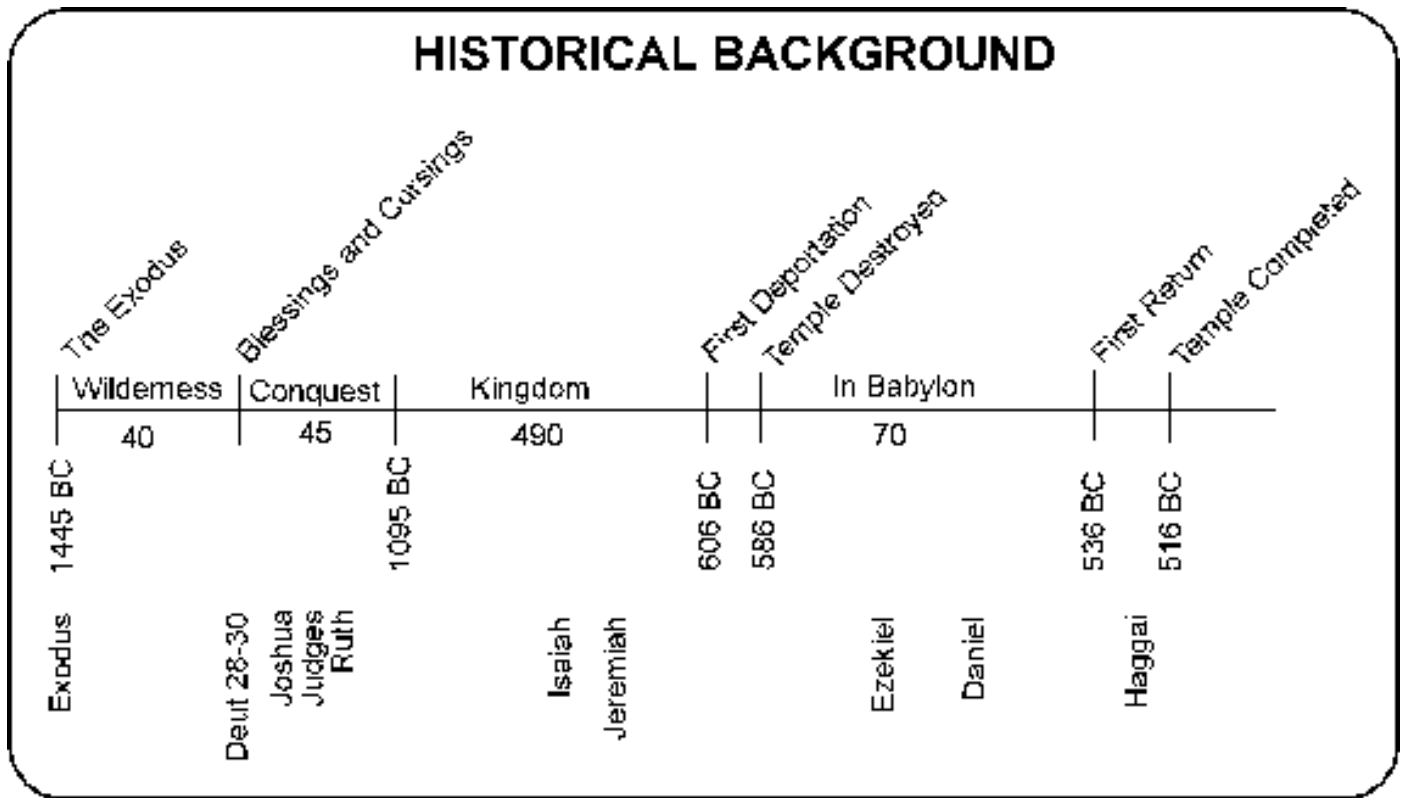 HISTORICAL BACKGROUND
The Exodus
Blessings and Cursings
First Deportation
Temple Destroyed
First Return
Temple Completed
Wilderness
Conquest
Kingdom
In Babylon
40
45
490
70
1445 BC
1095 BC
606 BC
586 BC
536 BC
516 BC
Exodus
Deut 28-30
Joshua
Judges
Ruth
Isaiah
Jeremiah
Ezekiel
Daniel
Haggai